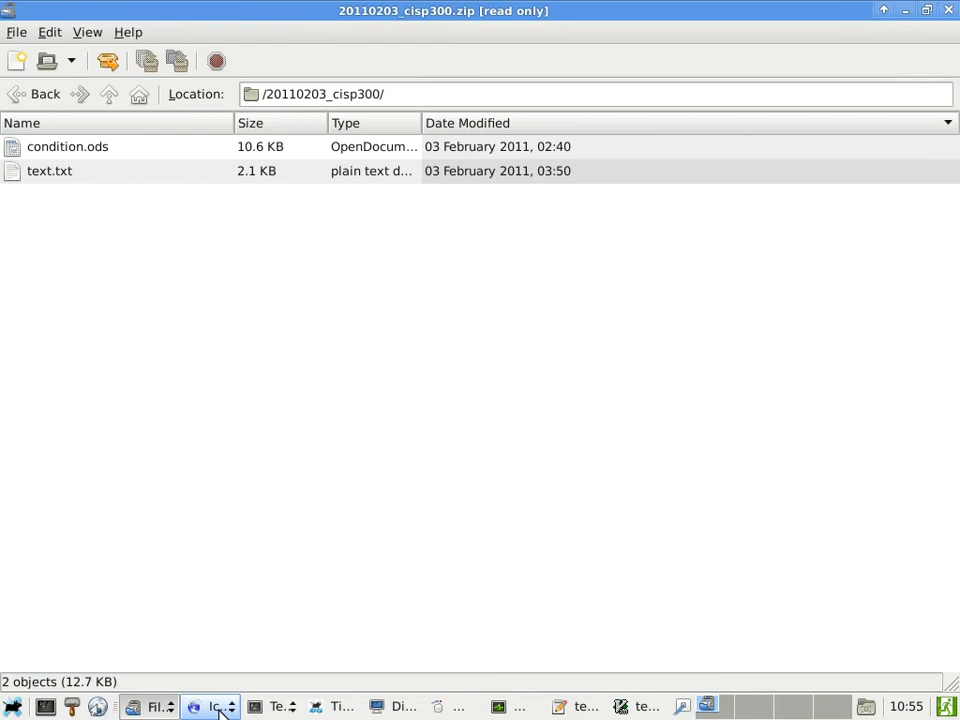 20110203_cisp300.zip [read only]
File Edit View Help
Back Location: /20110203_cisp300/
Name Size Type Date Modified
condition.ods 10.6 KB OpenDocum... 03 February 2011, 02:40
text.txt 2.1 KB plain text d... 03 February 2011, 03:50
2 objects (12.7 KB)
Fil... Ic... Te... Ti... Di... ... ... te... te... 10:55